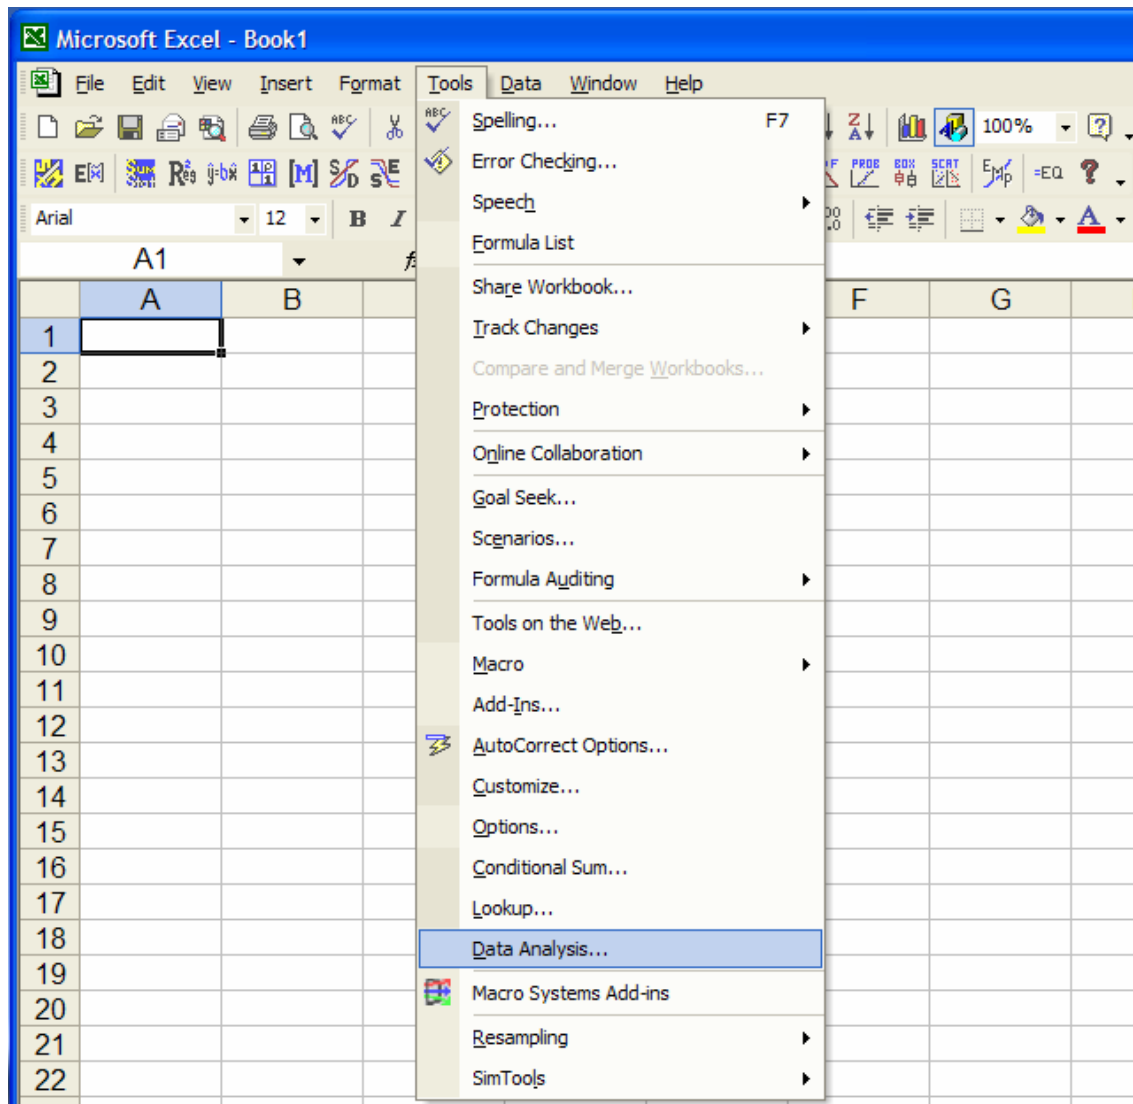 Microsoft Excel - Book1
File Edit View Insert Format Tools Data Window Help
100%
Arial 12 B I
A1
A B F G
1
2
3
4
5
6
7
8
9
10
11
12
13
14
15
16
17
18
19
20
21
22
Spelling... F7
Error Checking...
Speech
Formula List
Share Workbook...
Track Changes
Compare and Merge Workbooks...
Protection
Online Collaboration
Goal Seek...
Scenarios...
Formula Auditing
Tools on the Web...
Macro
Add-Ins...
AutoCorrect Options...
Customize...
Options...
Conditional Sum...
Lookup...
Data Analysis...
Macro Systems Add-ins
Resampling
SimTools